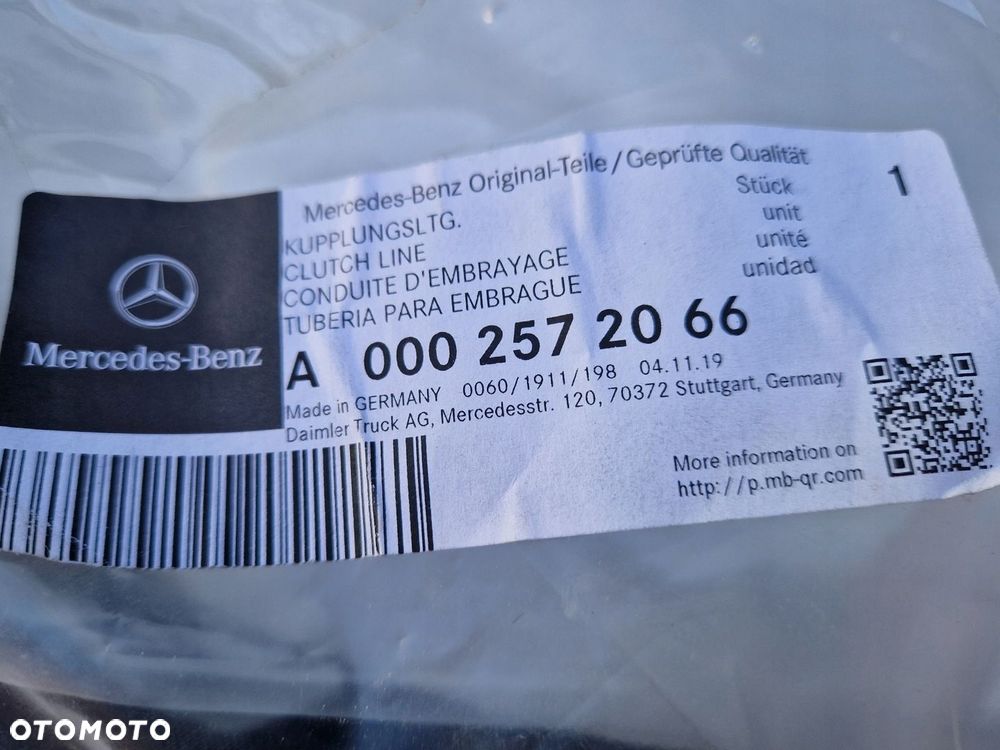 Mercedes-Benz Original-Teile/Geprüfte Qualität
KUPPLUNGSLTG.
CLUTCH LINE
CONDUITE D'EMBRAYAGE
TUBERIA PARA EMBRAGUE
Stück
unit
unité
unidad
1
Mercedes-Benz
A 000 257 20 66
Made in GERMANY 0060/1911/198 04.11.19
Daimler Truck AG, Mercedesstr. 120, 70372 Stuttgart, Germany
More information on
http://p.mb-qr.com
OTOMOTO